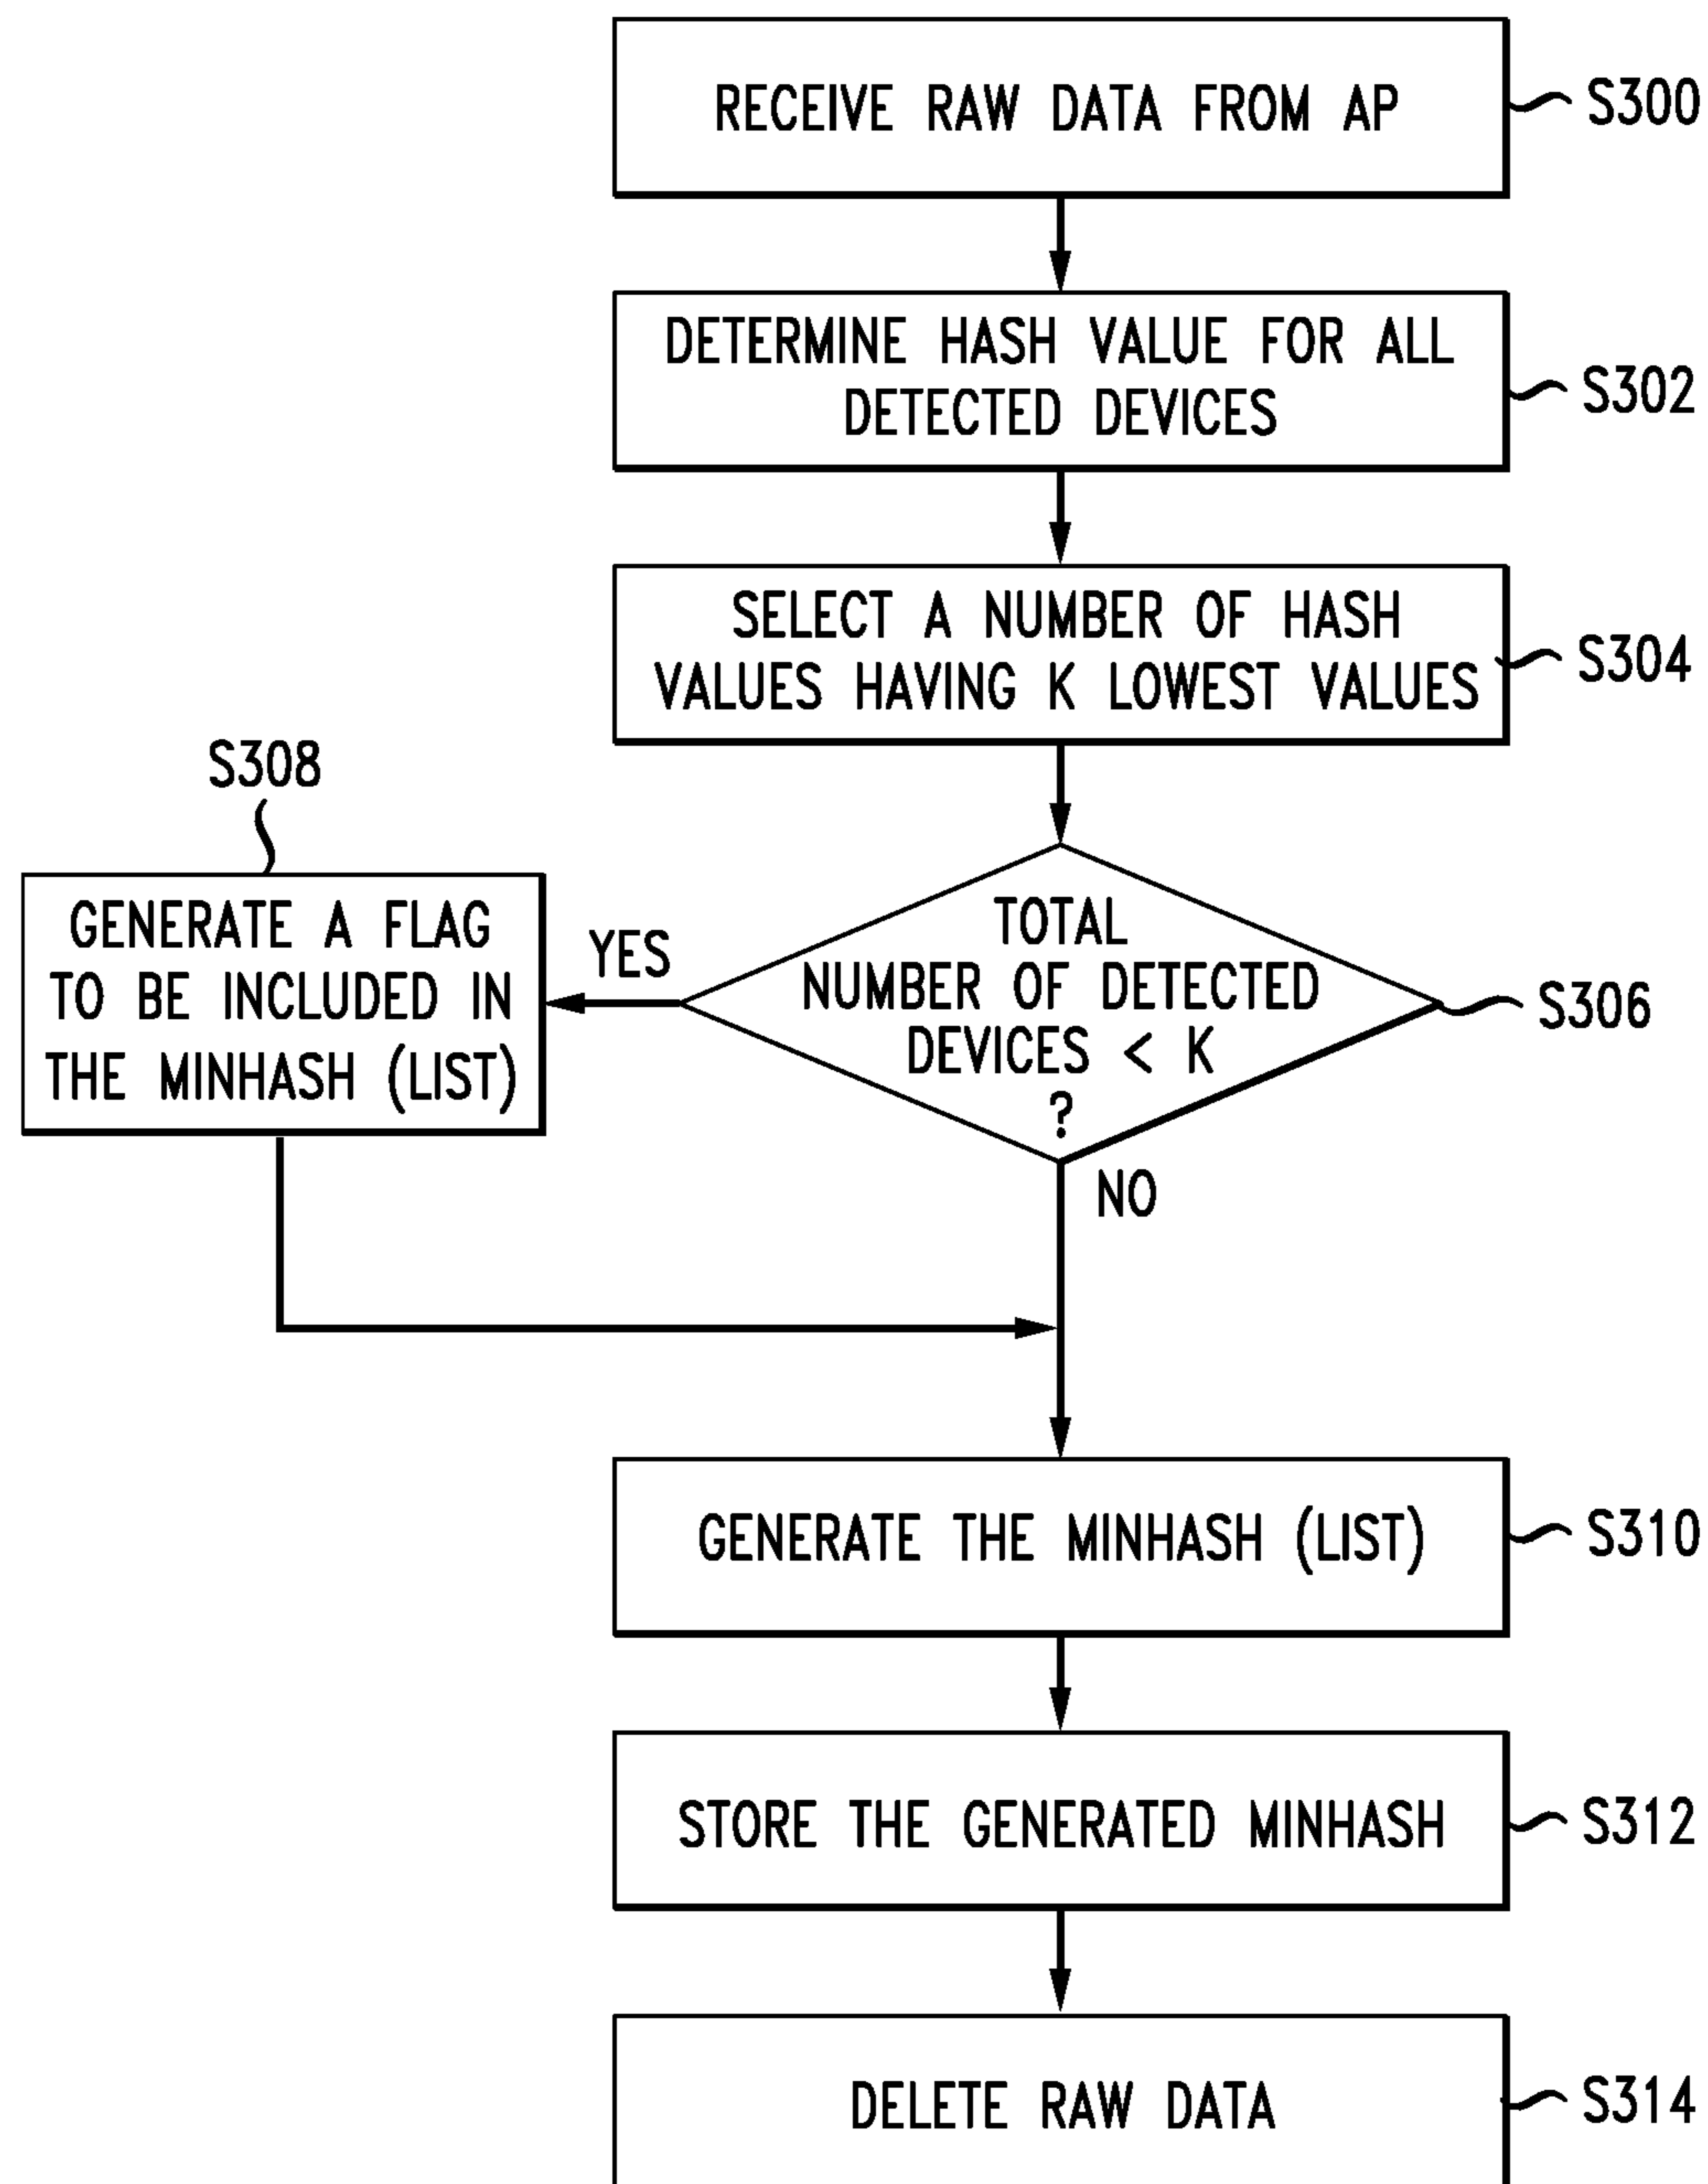 RECEIVE RAW DATA FROM AP
S300
DETERMINE HASH VALUE FOR ALL
DETECTED DEVICES
S302
SELECT A NUMBER OF HASH
VALUES HAVING K LOWEST VALUES
S304
S308
GENERATE A FLAG
TO BE INCLUDED IN
THE MINHASH (LIST)
YES
TOTAL
NUMBER OF DETECTED
DEVICES < K
?
S306
NO
GENERATE THE MINHASH (LIST)
S310
STORE THE GENERATED MINHASH
S312
DELETE RAW DATA
S314